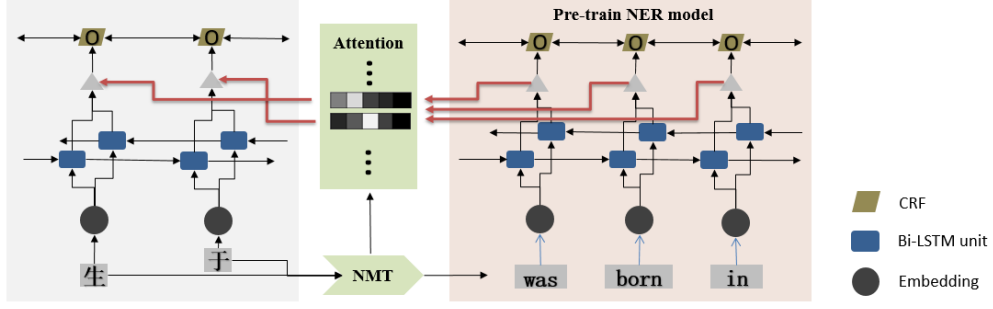 Pre-train NER model
Attention
O
O
O
O
O
CRF
Bi-LSTM unit
Embedding
生
于
NMT
was
born
in